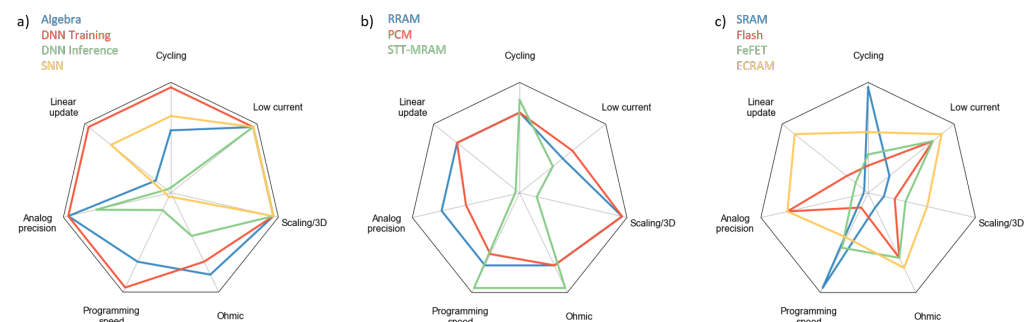 a)
Algebra
DNN Training
DNN Inference
SNN
Cycling
Linear
update
Low current
Analog
precision
Scaling/3D
Programming
speed
Ohmic
b)
RRAM
PCM
STT-MRAM
Cycling
Linear
update
Low current
Analog
precision
Scaling/3D
Programming
speed
Ohmic
c)
SRAM
Flash
FeFET
ECRAM
Cycling
Linear
update
Low current
Analog
precision
Scaling/3D
Programming
speed
Ohmic